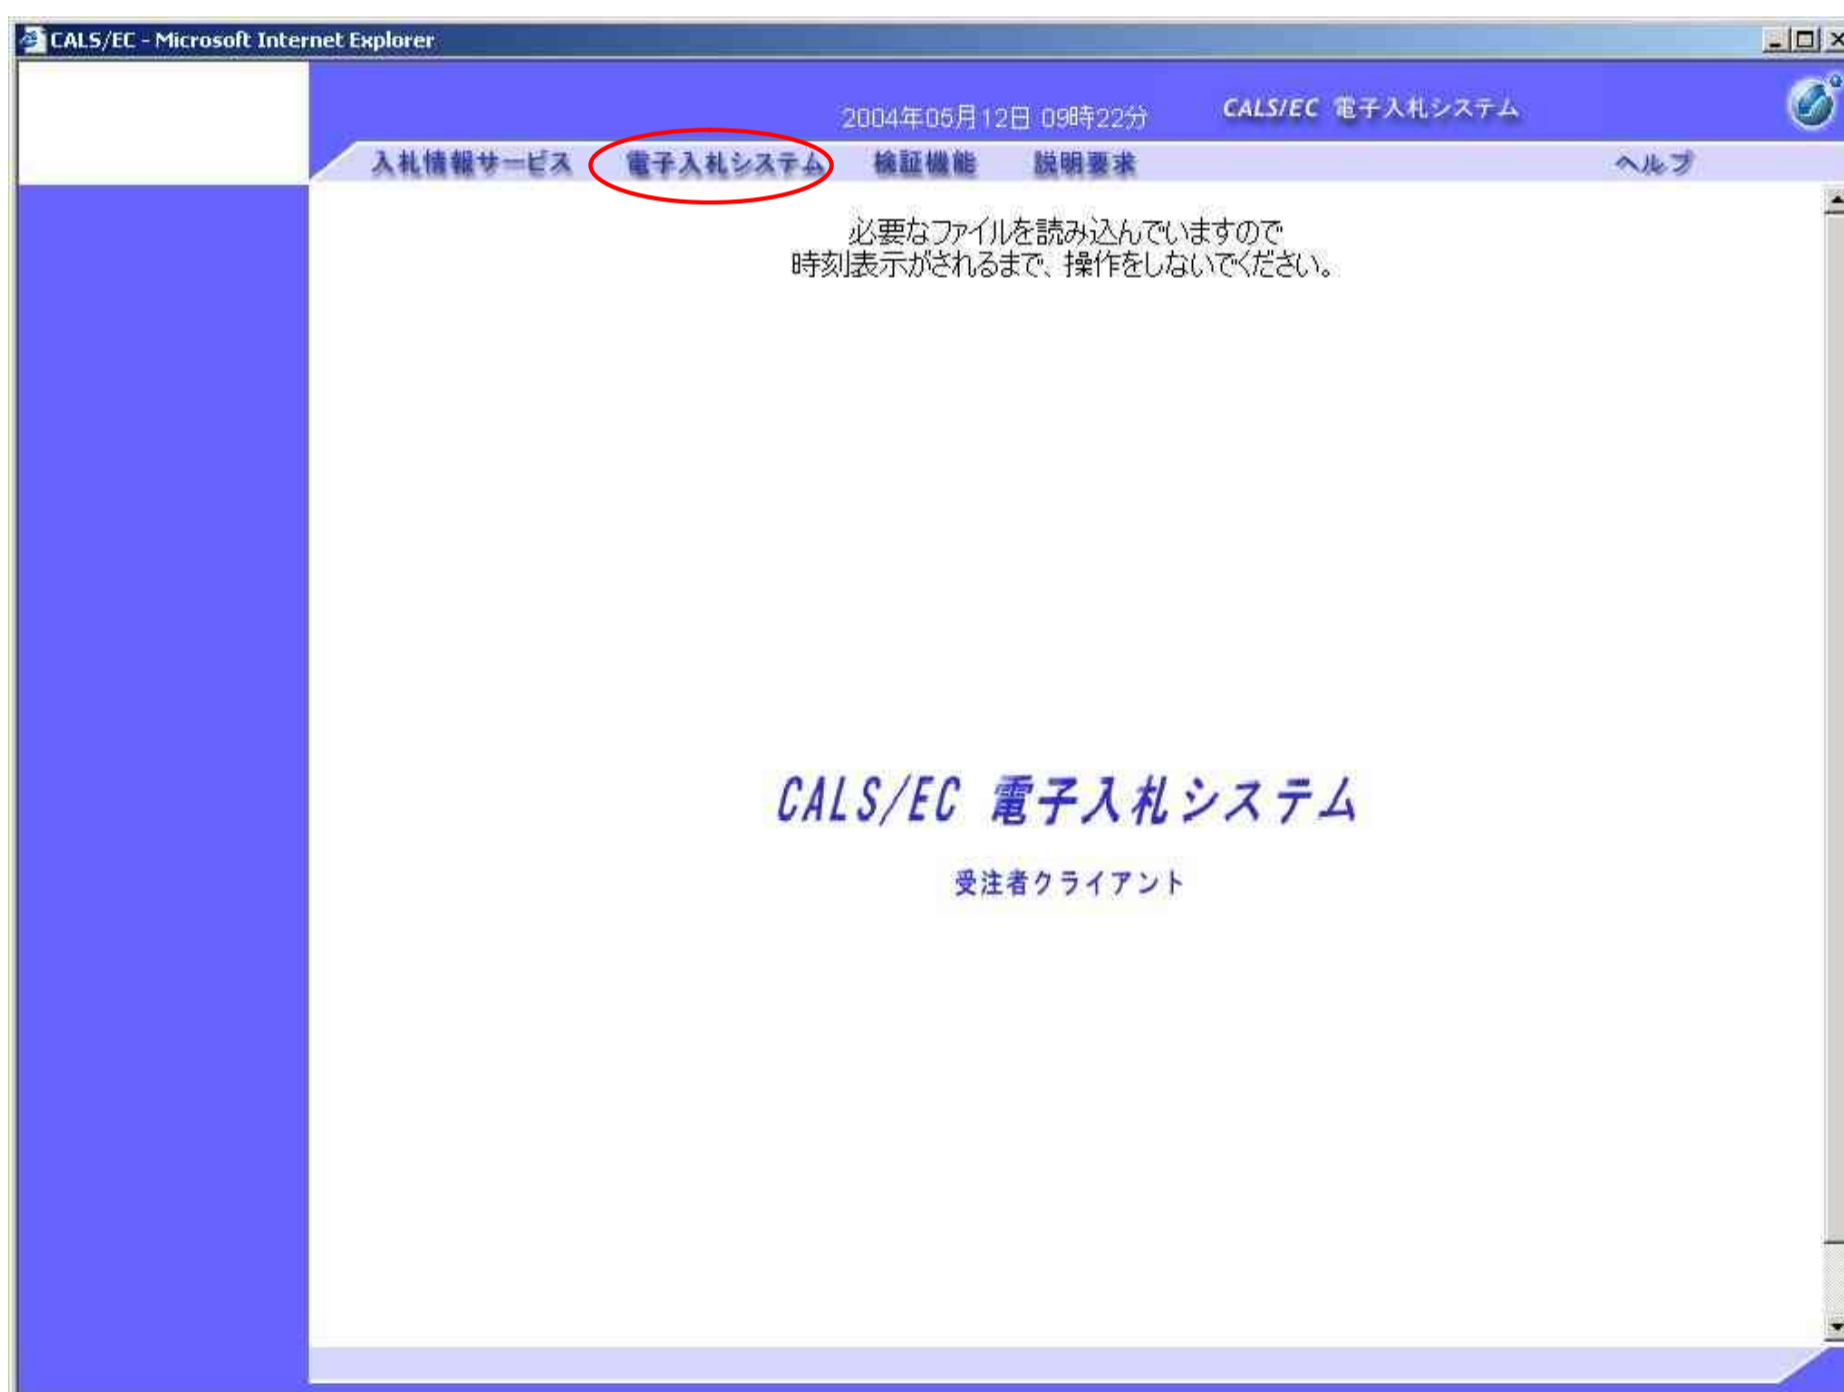 CALS/EC - Microsoft Internet Explorer
2004年05月12日 09時22分
CALS/EC 電子入札システム
入札情報サービス 電子入札システム 検証機能 説明要求 ヘルプ
必要なファイルを読み込んでいますので
時刻表示がされるまで、操作をしないでください。
CALS/EC 電子入札システム
受注者クライアント